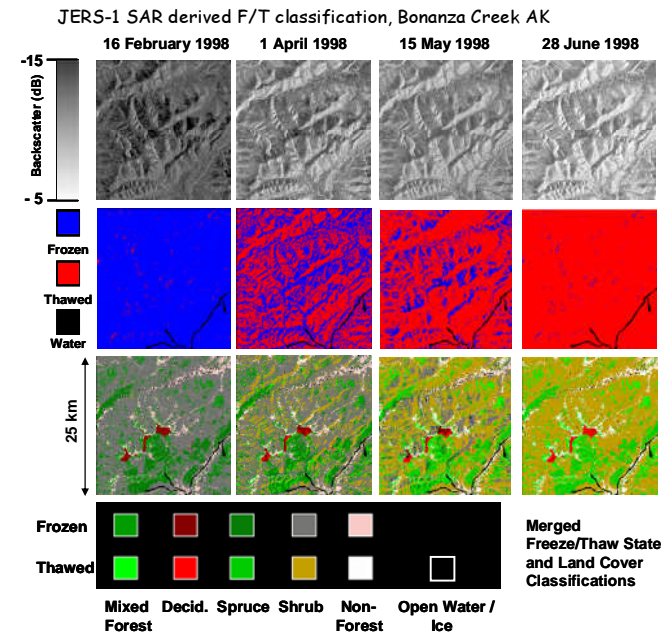 JERS-1 SAR derived F/T classification, Bonanza Creek AK
16 February 1998
1 April 1998
15 May 1998
28 June 1998
-15
Backscatter (dB)
- 5
Frozen
Thawed
Water
25 km
Frozen
Thawed
Mixed Forest
Decid.
Spruce
Shrub
Non-Forest
Open Water / Ice
Merged
Freeze/Thaw State
and Land Cover
Classifications